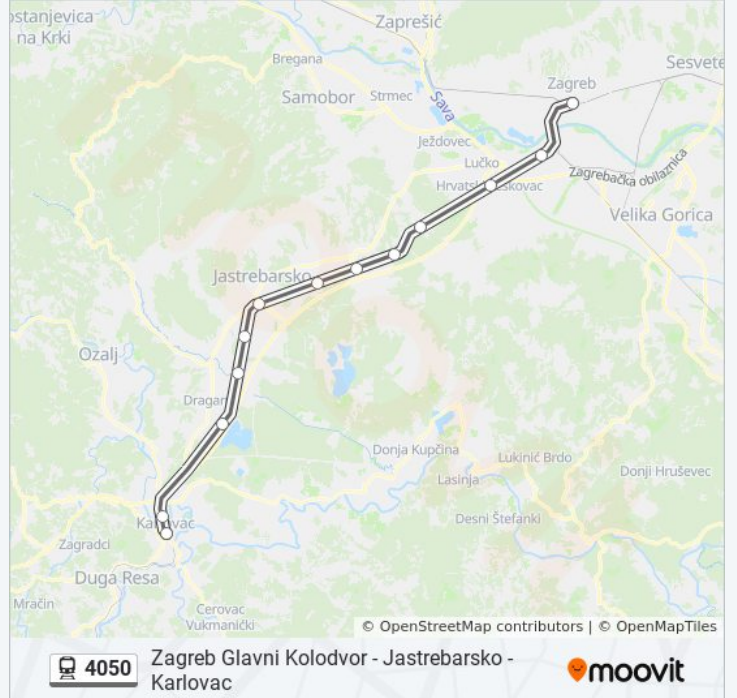 ostanjevica
na Krki
Zaprešić
Bregana
Sesvete
Zagreb
Samobor
Strmec
Sava
Ježdovec
Lučko
Zagrebačka obilaznica
Hrvatski Leskovac
Velika Gorica
Jastrebarsko
Ozalj
Dragan
Donja Kupčina
Lukinić Brdo
Lasinja
Donji Hruševec
Karlovac
Desni Štefanki
Zagradci
Duga Resa
Mračin
Cerovac
Vukmanički
© OpenStreetMap contributors | © OpenMapTiles
4050
Zagreb Glavni Kolodvor - Jastrebarsko -
Karlovac
moovit